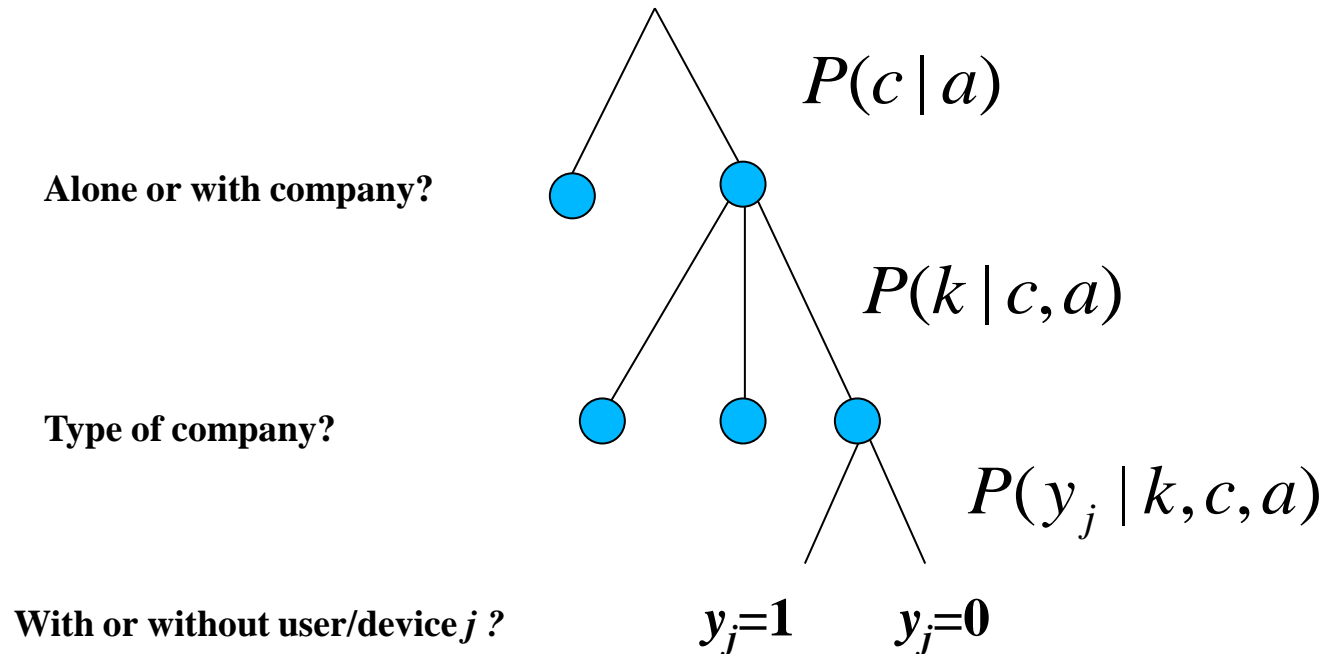 P(c | a)
Alone or with company?
P(k | c, a)
Type of company?
P(y_j | k, c, a)
With or without user/device j ?
y_j=1
y_j=0